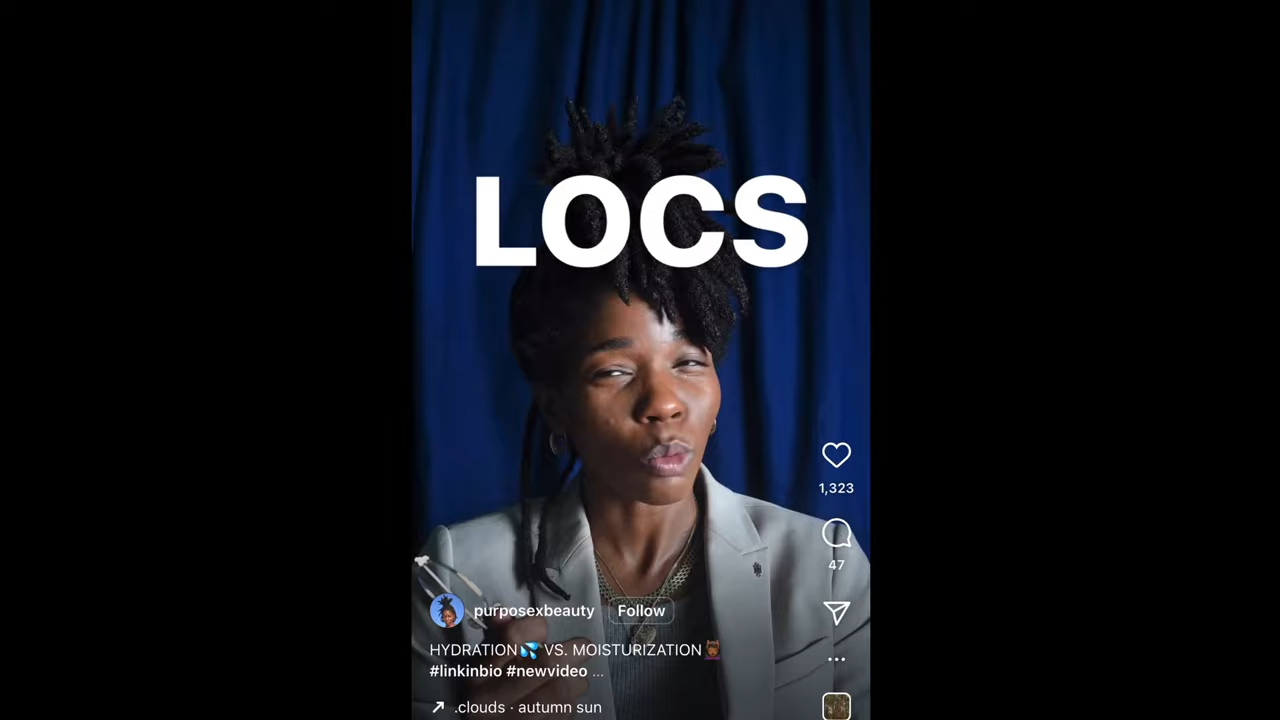 LOCS
1,323
47
purposexbeauty Follow
HYDRATION💦 VS. MOISTURIZATION💆🏾
#linkinbio #newvideo ...
.clouds · autumn sun